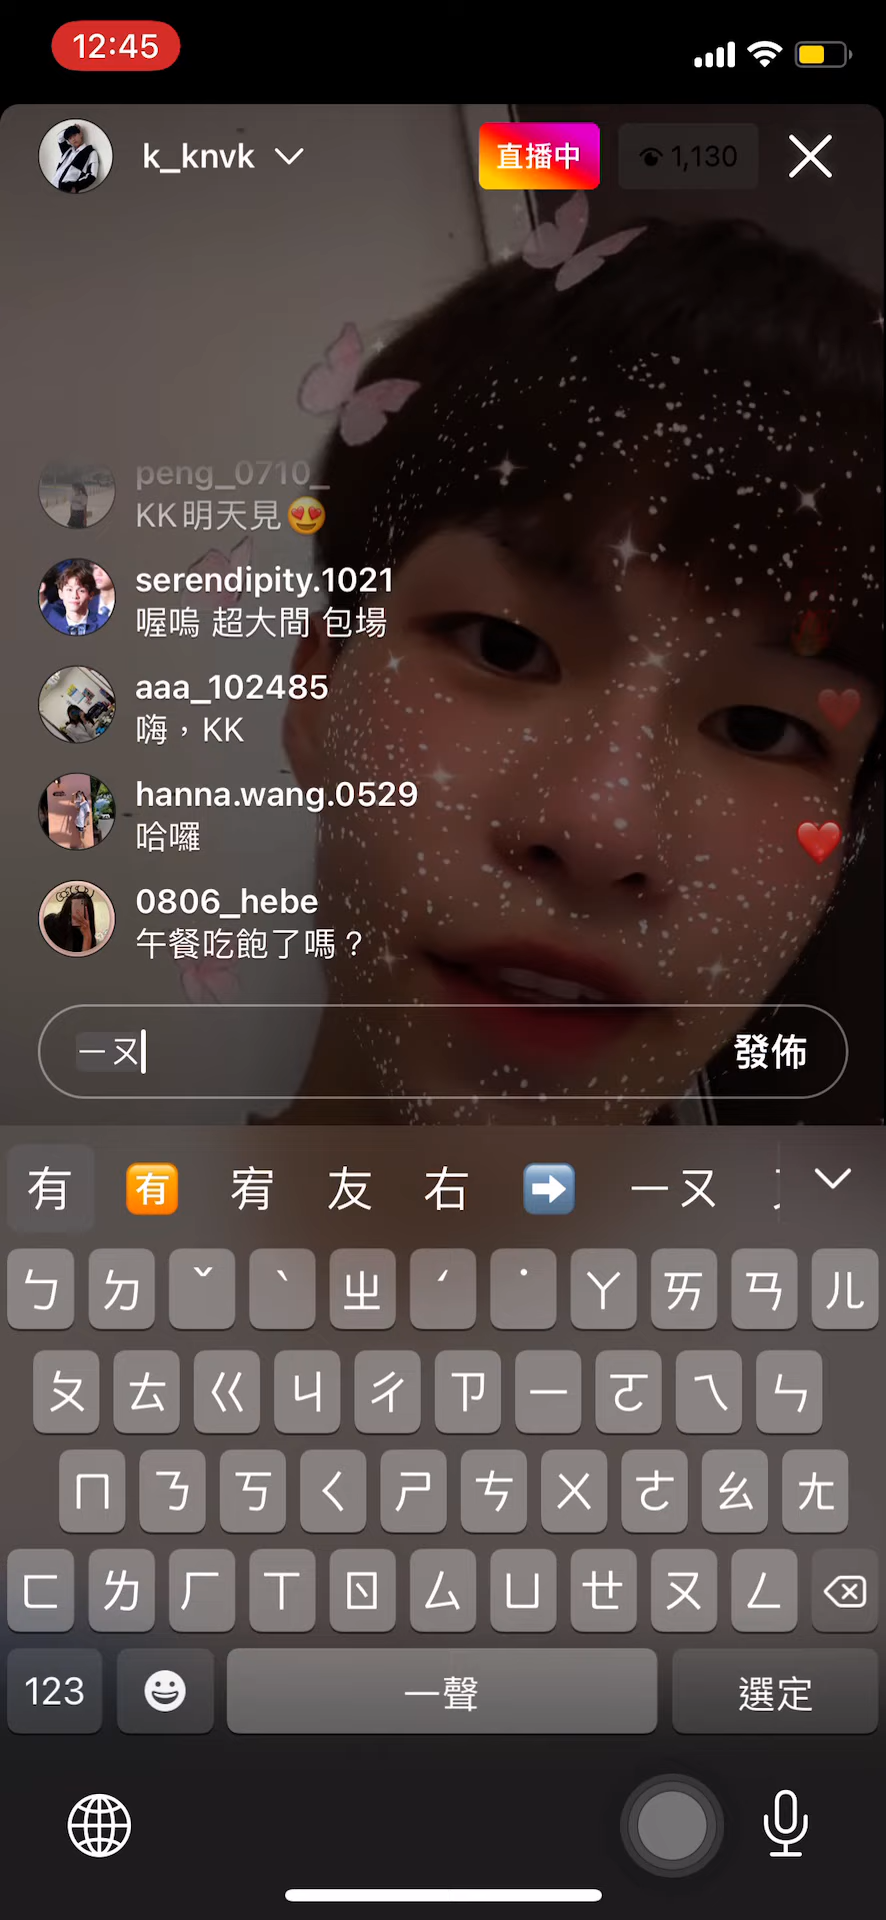 12:45
k_knvk
直播中
1,130
peng_0710_
KK明天見😍
serendipity.1021
喔嗚 超大間 包場
aaa_102485
嗨，KK
hanna.wang.0529
哈囉
0806_hebe
午餐吃飽了嗎？
ㄧㄡ
發佈
有 🈶 宥 友 右 ➡️ ㄧㄡ
ㄅ ㄉ ˇ ˋ ㄓ ˊ ˙ ㄚ ㄞ ㄢ ㄦ
ㄆ ㄊ ㄍ ㄐ ㄔ ㄗ ㄧ ㄛ ㄟ ㄣ
ㄇ ㄋ ㄎ ㄑ ㄕ ㄘ ㄨ ㄜ ㄠ ㄤ
ㄈ ㄌ ㄏ ㄒ ㄖ ㄙ ㄩ ㄝ ㄡ ㄥ
123 一聲 選定